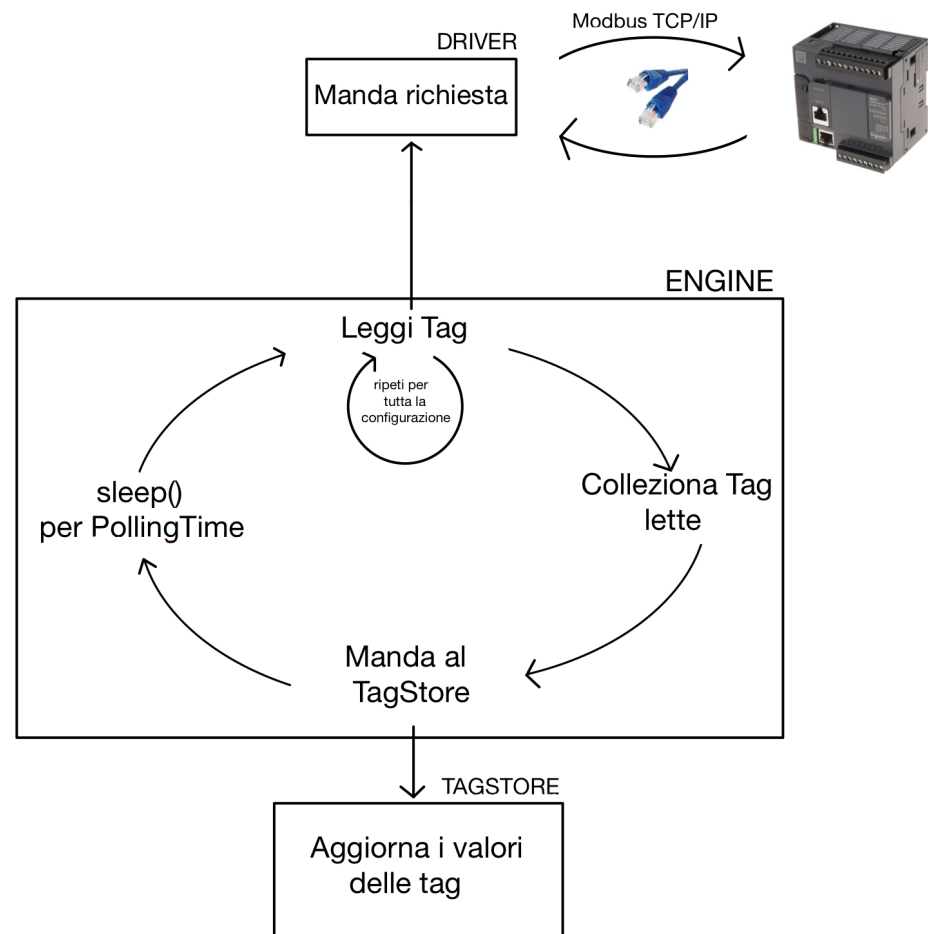 Modbus TCP/IP
DRIVER
Manda richiesta
ENGINE
Leggi Tag
ripeti per
tutta la
configurazione
sleep()
per PollingTime
Colleziona Tag
lette
Manda al
TagStore
TAGSTORE
Aggiorna i valori
delle tag